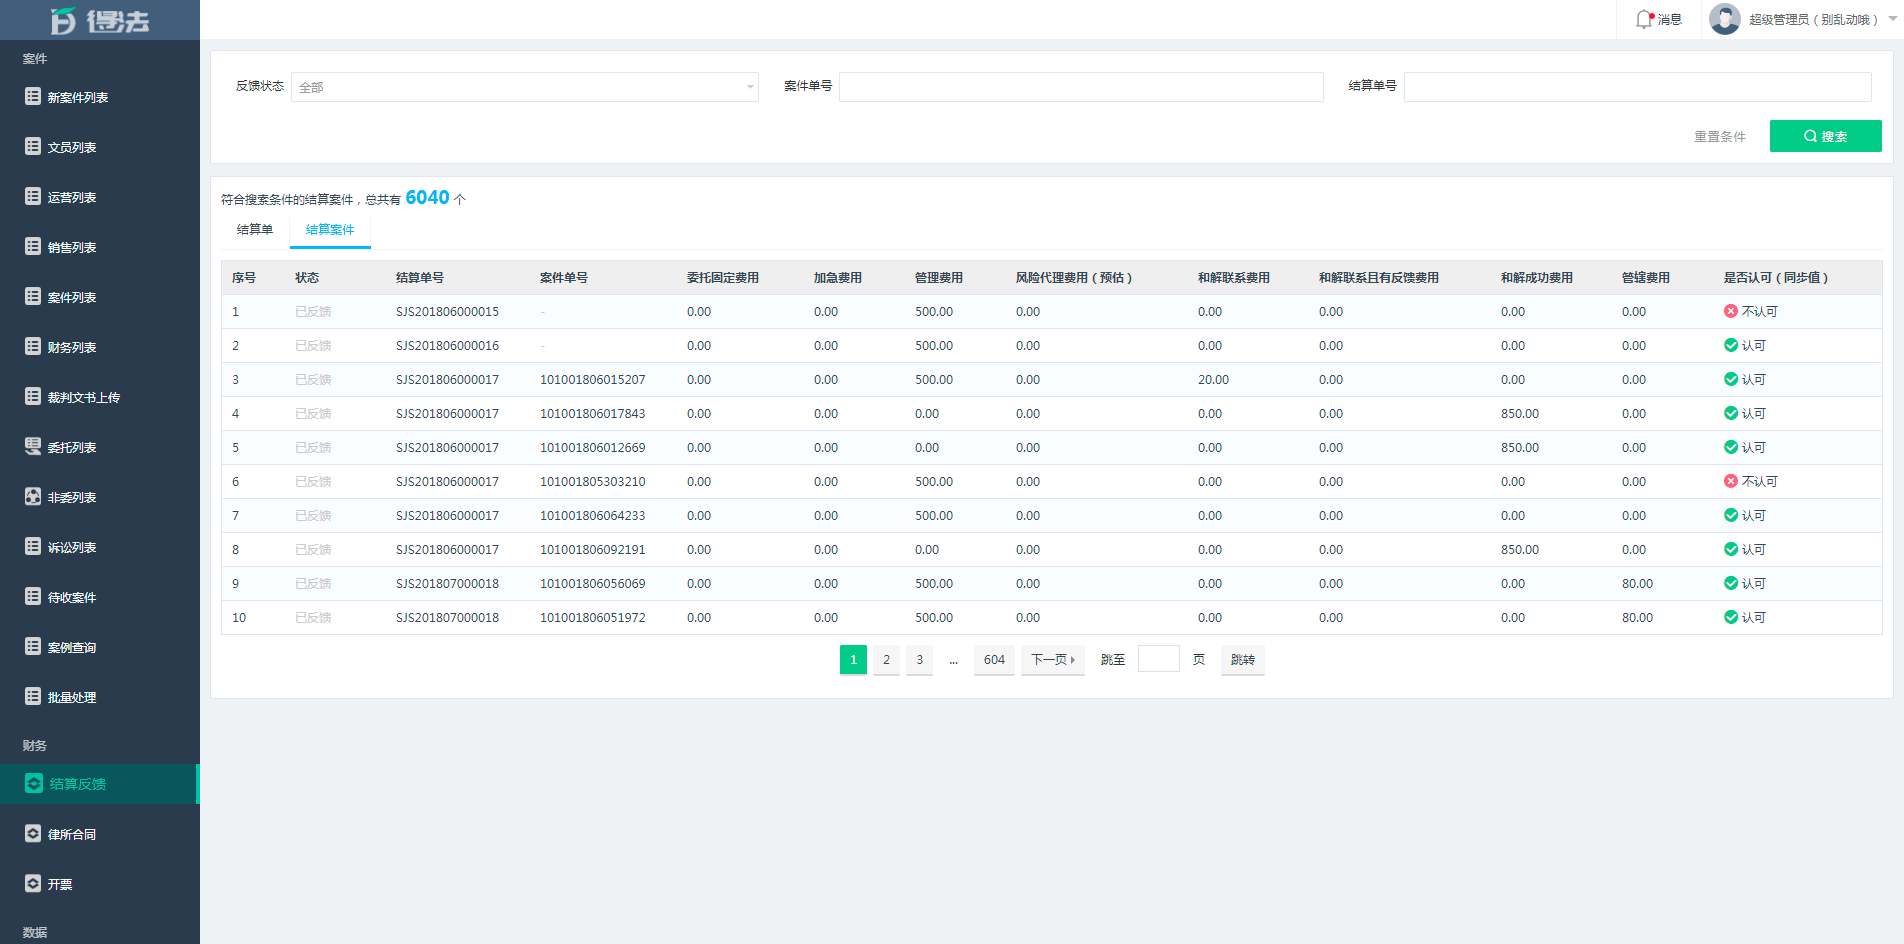 得法
消息
超级管理员（别乱动哦）
案件
新案件列表
文员列表
运营列表
销售列表
案件列表
财务列表
裁判文书上传
委托列表
非委列表
诉讼列表
待收案件
案例查询
批量处理
财务
结算反馈
律所合同
开票
数据
反馈状态 全部 案件单号 结算单号
重置条件 搜索
符合搜索条件的结算案件，总共有 6040 个
结算单 结算案件
序号 状态 结算单号 案件单号 委托固定费用 加急费用 管理费用 风险代理费用（预估） 和解联系费用 和解联系且有反馈费用 和解成功费用 管辖费用 是否认可（同步值）
1 已反馈 SJS201806000015 - 0.00 0.00 500.00 0.00 0.00 0.00 0.00 0.00 不认可
2 已反馈 SJS201806000016 - 0.00 0.00 500.00 0.00 0.00 0.00 0.00 0.00 认可
3 已反馈 SJS201806000017 101001806015207 0.00 0.00 500.00 0.00 20.00 0.00 0.00 0.00 认可
4 已反馈 SJS201806000017 101001806017843 0.00 0.00 0.00 0.00 0.00 0.00 850.00 0.00 认可
5 已反馈 SJS201806000017 101001806012669 0.00 0.00 0.00 0.00 0.00 0.00 850.00 0.00 认可
6 已反馈 SJS201806000017 101001805303210 0.00 0.00 500.00 0.00 0.00 0.00 0.00 0.00 不认可
7 已反馈 SJS201806000017 101001806064233 0.00 0.00 500.00 0.00 0.00 0.00 0.00 0.00 认可
8 已反馈 SJS201806000017 101001806092191 0.00 0.00 0.00 0.00 0.00 0.00 850.00 0.00 认可
9 已反馈 SJS201807000018 101001806056069 0.00 0.00 500.00 0.00 0.00 0.00 0.00 80.00 认可
10 已反馈 SJS201807000018 101001806051972 0.00 0.00 500.00 0.00 0.00 0.00 0.00 80.00 认可
1 2 3 ... 604 下一页 跳至 页 跳转